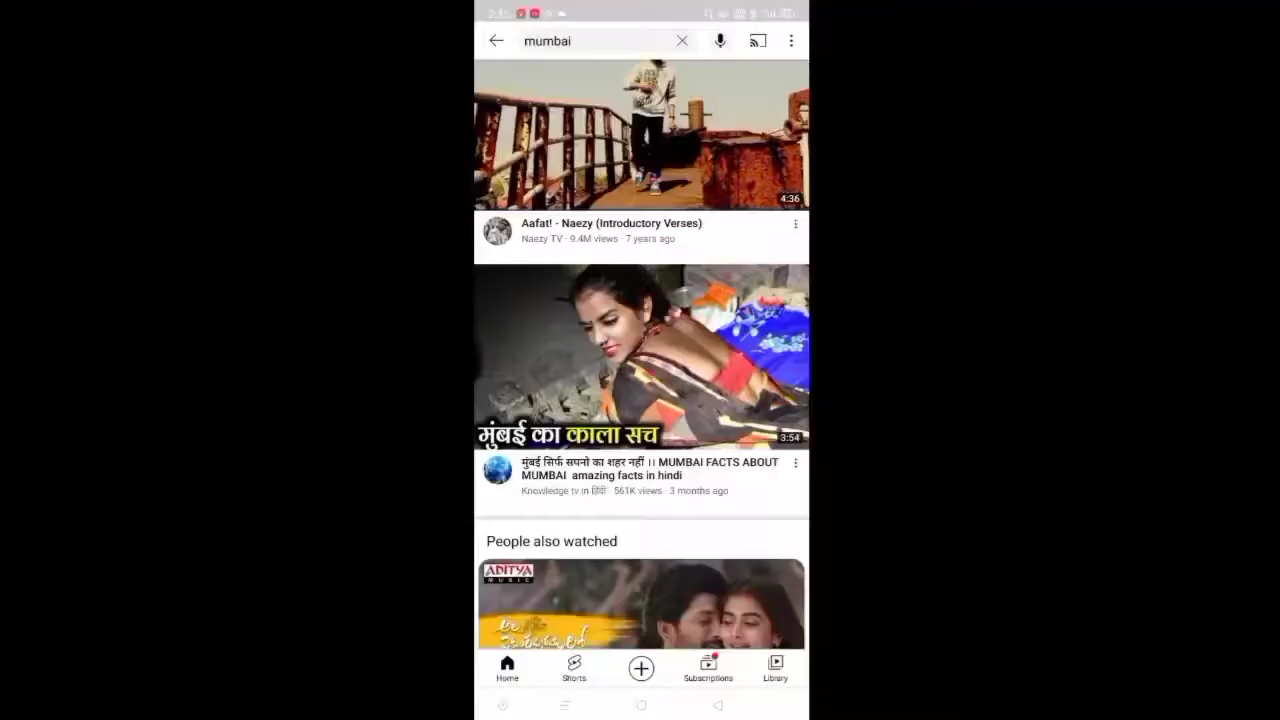 mumbai
4:36
Aafat! - Naezy (Introductory Verses)
Naezy TV · 9.4M views · 7 years ago
मुंबई का काला सच
3:54
मुंबई सिर्फ सपनो का शहर नहीं ।। MUMBAI FACTS ABOUT
MUMBAI amazing facts in hindi
Knowledge tv in हिंदी · 561K views · 3 months ago
People also watched
ADITYA
MUSIC
Home
Shorts
Subscriptions
Library